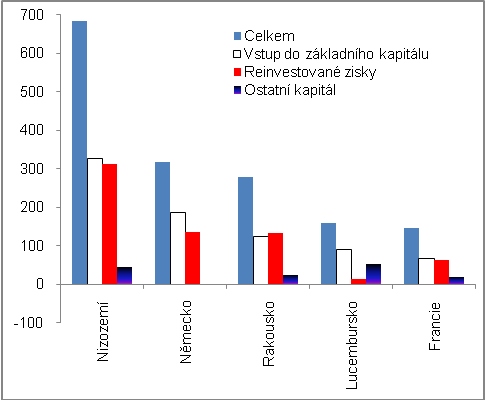 700
600
500
400
300
200
100
0
-100
Celkem
Vstup do základního kapitálu
Reinvestované zisky
Ostatní kapitál
Nizozemí
Německo
Rakousko
Lucembursko
Francie